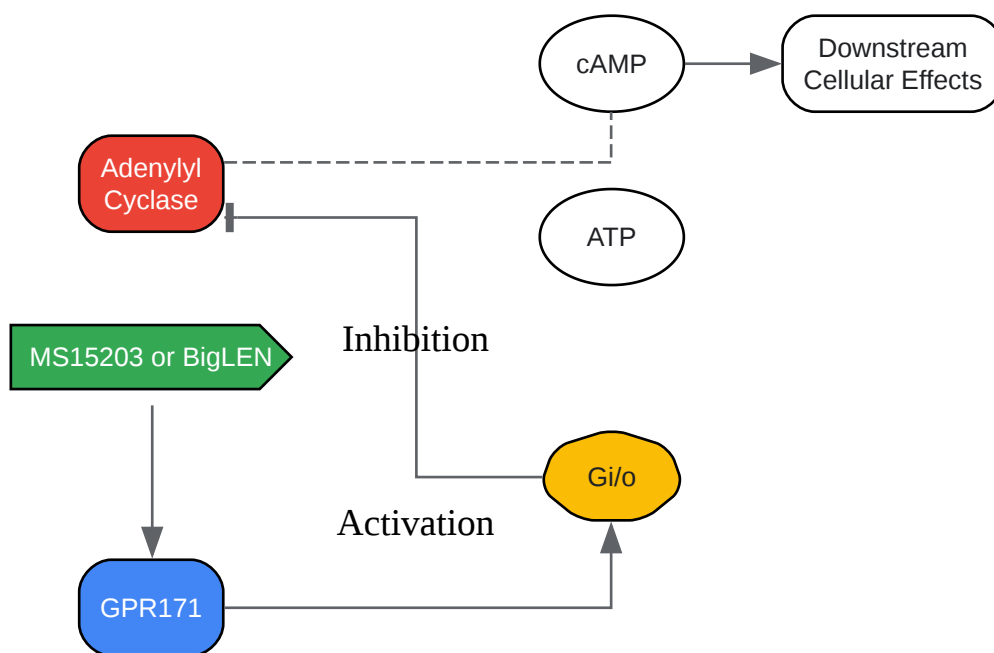 cAMP
Downstream
Cellular Effects
Adenylyl
Cyclase
ATP
Inhibition
MS15203 or BigLEN
Gi/o
Activation
GPR171